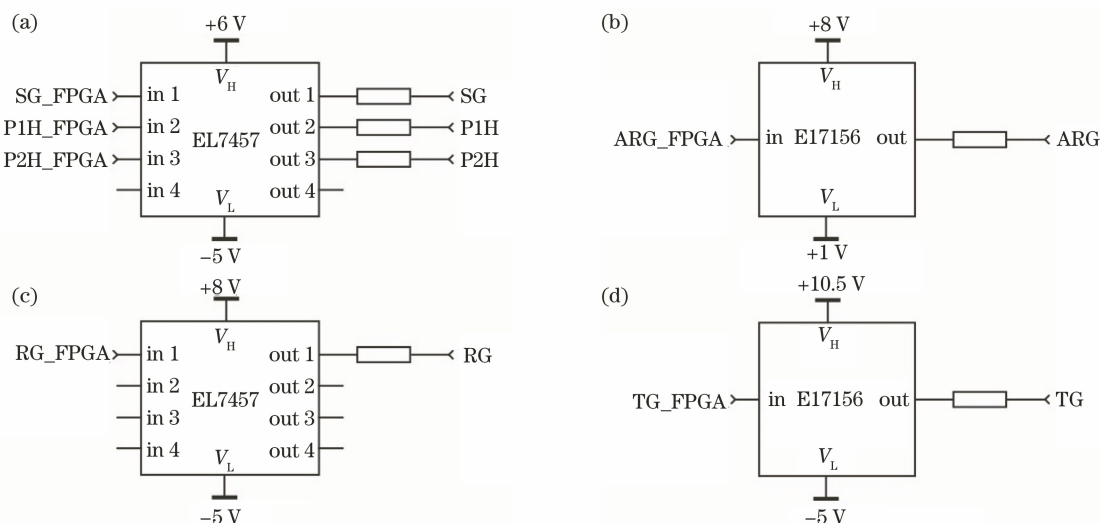 (a)
+6 V
V_H
SG_FPGA in 1 out 1 SG
P1H_FPGA in 2 out 2 P1H
EL7457
P2H_FPGA in 3 out 3 P2H
in 4 out 4
V_L
−5 V
(b)
+8 V
V_H
ARG_FPGA in E17156 out ARG
V_L
+1 V
(c)
+8 V
V_H
RG_FPGA in 1 out 1 RG
in 2 out 2
EL7457
in 3 out 3
in 4 out 4
V_L
−5 V
(d)
+10.5 V
V_H
TG_FPGA in E17156 out TG
V_L
−5 V